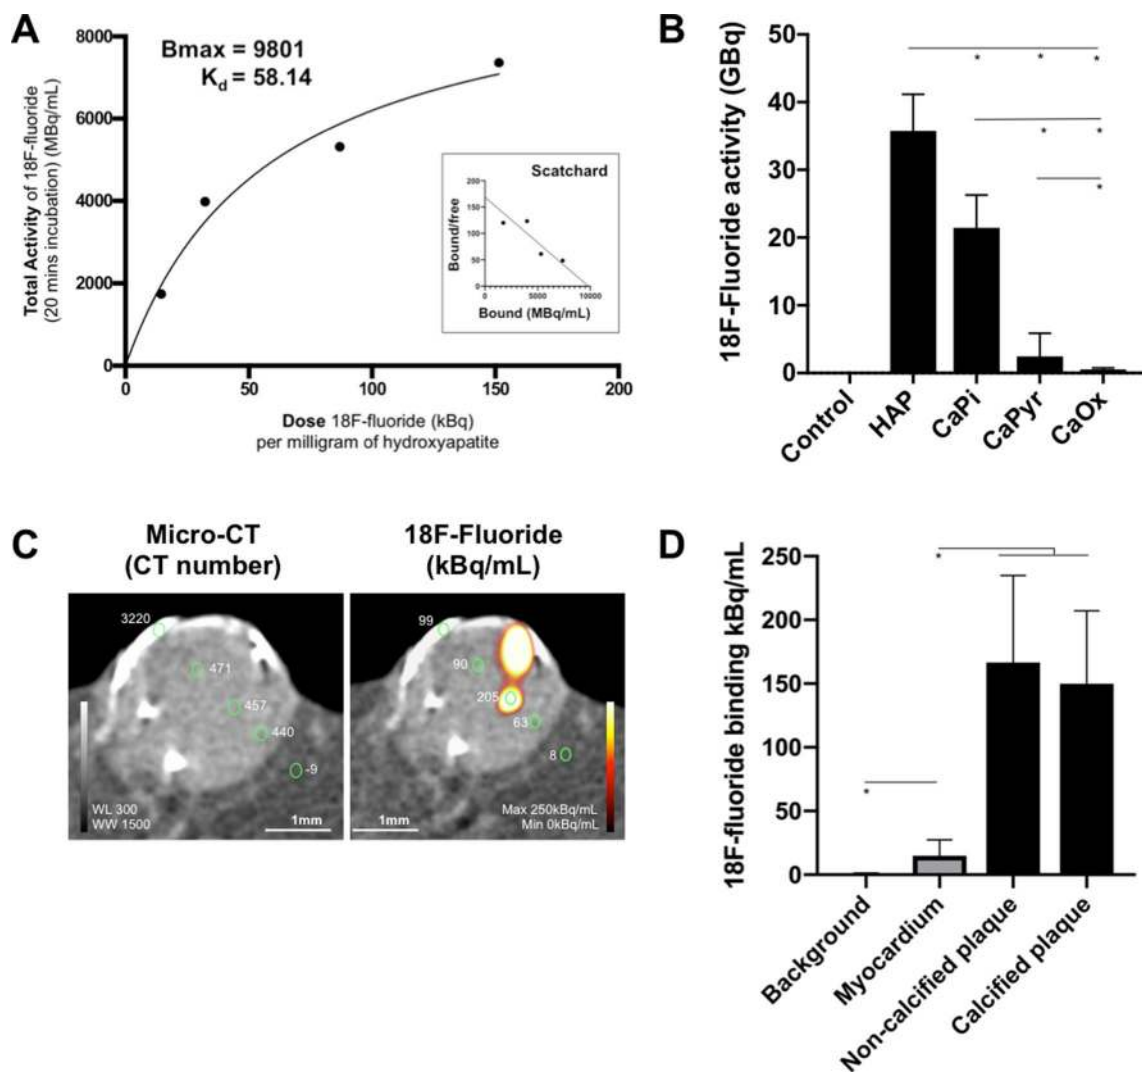 A
Bmax = 9801
Kd = 58.14
Total Activity of 18F-fluoride
(20 mins incubation) (MBq/mL)
8000
6000
4000
2000
0
0 50 100 150 200
Dose 18F-fluoride (kBq)
per milligram of hydroxyapatite
Scatchard
Bound/free
200
150
100
50
0
0 5000 10000
Bound (MBq/mL)
B
18F-Fluoride activity (GBq)
50
40
30
20
10
0
* * *
* *
*
Control HAP CaPi CaPyr CaOx
C
Micro-CT
(CT number)
3220
471
457
440
-9
WL 300
WW 1500
1mm
18F-Fluoride
(kBq/mL)
99
90
205
63
8
Max 250kBq/mL
Min 0kBq/mL
1mm
D
18F-fluoride binding kBq/mL
250
200
150
100
50
0
*
*
Background Myocardium Non-calcified plaque Calcified plaque